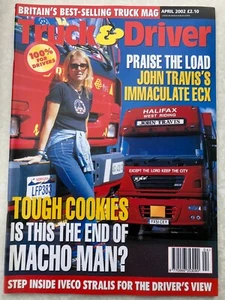 BRITAIN'S BEST-SELLING TRUCK MAG
APRIL 2002 £2.10
Truck & Driver
100%
FOR
DRIVERS
PRAISE THE LOAD
JOHN TRAVIS'S
IMMACULATE ECX
HALIFAX
WEST RIDING
JOHN TRAVIS
EXCEPT THE LORD KEEP THE CITY
TOUGH COOKIES
IS THIS THE END OF
MACHO MAN?
STEP INSIDE IVECO STRALIS FOR THE DRIVER'S VIEW